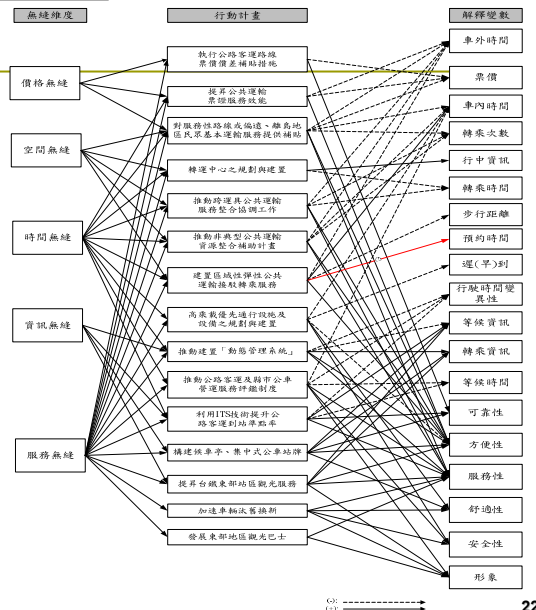 無縫維度
行動計畫
解釋變數
價格無縫
空間無縫
時間無縫
資訊無縫
服務無縫
執行公路客運路線
票價價差補貼措施
提昇公共運輸
票證服務效能
對服務性路線或偏遠、離島地
區民眾基本運輸服務提供補貼
轉運中心之規劃與建置
推動跨運具公共運輸
服務整合協調工作
推動非典型公共運輸
資源整合補助計畫
建置區域性彈性公共
運輸接駁轉乘服務
高乘載優先通行設施及
設備之規劃與建置
推動建置「動態管理系統」
推動公路客運及縣市公車
營運服務評鑑制度
利用ITS技術提升公
路客運到站準點率
構建候車亭、集中式公車站牌
提昇台鐵東部站區觀光服務
加速車輛汰舊換新
發展東部地區觀光巴士
車外時間
票價
車內時間
轉乘次數
行中資訊
轉乘時間
步行距離
預約時間
遲(早)到
行駛時間變
異性
等候資訊
轉乘資訊
等候時間
可靠性
方便性
服務性
舒適性
安全性
形象
(-):
(+):
22